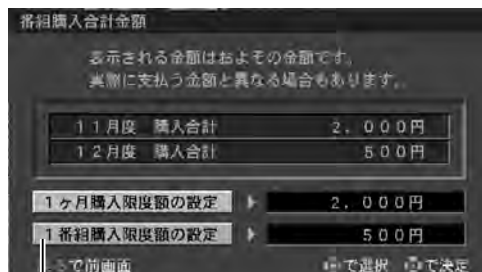 番組購入合計金額
表示される金額はおよその金額です。
実際に支払う金額と異なる場合もあります。
11月度 購入合計 2,000円
12月度 購入合計 500円
1ヶ月購入限度額の設定 2,000円
1番組購入限度額の設定 500円
で前画面 で選択 で決定